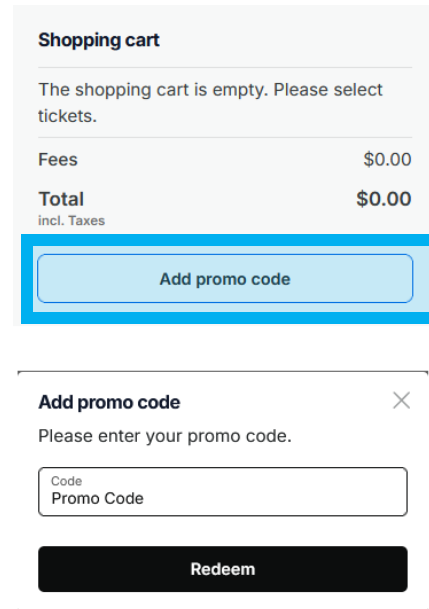 Shopping cart
The shopping cart is empty. Please select
tickets.
Fees $0.00
Total $0.00
incl. Taxes
Add promo code
Add promo code
Please enter your promo code.
Code
Promo Code
Redeem